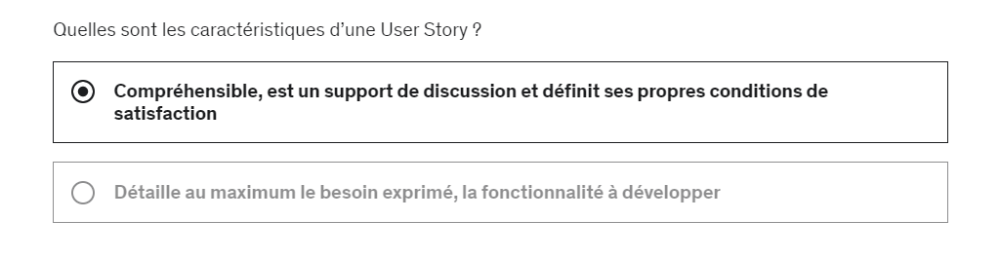 Quelles sont les caractéristiques d’une User Story ?
Compréhensible, est un support de discussion et définit ses propres conditions de
satisfaction
Détaille au maximum le besoin exprimé, la fonctionnalité à développer